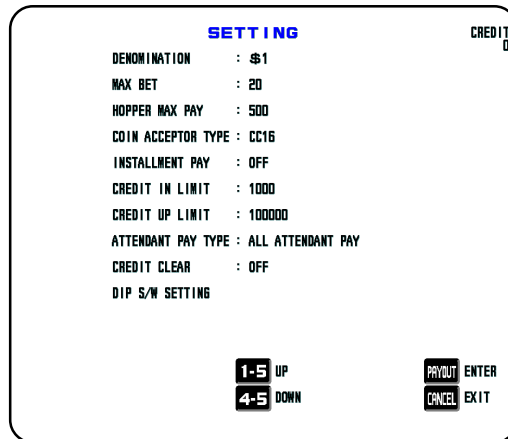 SETTING
CREDIT
0
DENOMINATION : $1
MAX BET : 20
HOPPER MAX PAY : 500
COIN ACCEPTOR TYPE : CC16
INSTALLMENT PAY : OFF
CREDIT IN LIMIT : 1000
CREDIT UP LIMIT : 100000
ATTENDANT PAY TYPE : ALL ATTENDANT PAY
CREDIT CLEAR : OFF
DIP S/W SETTING
1-5 UP PAYOUT ENTER
4-5 DOWN CANCEL EXIT